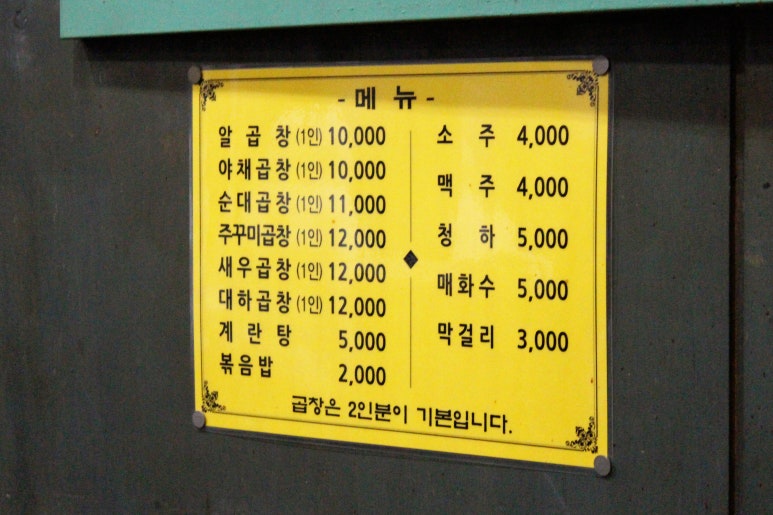 - 메 뉴 -
알 곱 창 (1인) 10,000
야채곱창 (1인) 10,000
순대곱창 (1인) 11,000
주꾸미곱창 (1인) 12,000
새우곱창 (1인) 12,000
대하곱창 (1인) 12,000
계 란 탕 5,000
볶음밥 2,000
소 주 4,000
맥 주 4,000
청 하 5,000
매화수 5,000
막걸리 3,000
곱창은 2인분이 기본입니다.